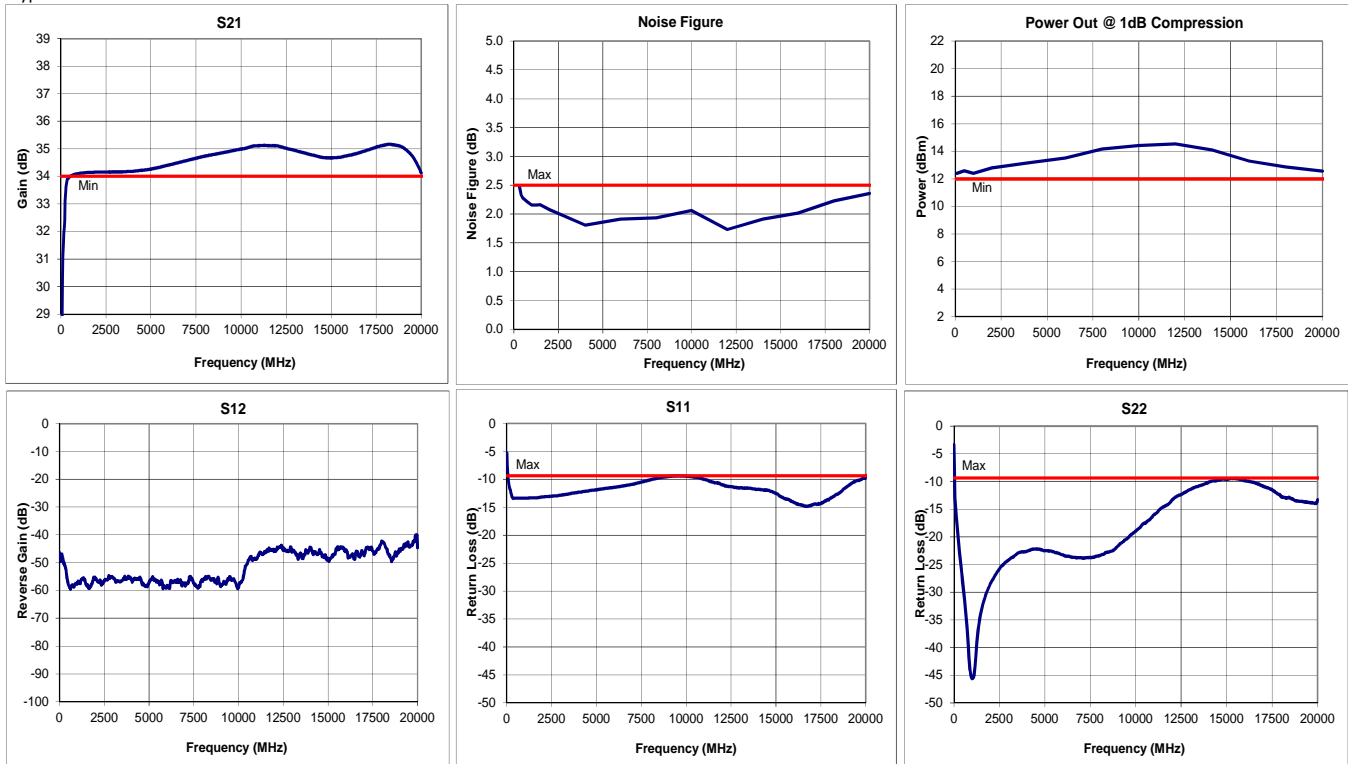 S21
39
38
37
36
35
34
33
32
31
30
29
Gain (dB)
Min
0 2500 5000 7500 10000 12500 15000 17500 20000
Frequency (MHz)
Noise Figure
5.0
4.5
4.0
3.5
3.0
2.5
2.0
1.5
1.0
0.5
0.0
Noise Figure (dB)
Max
0 2500 5000 7500 10000 12500 15000 17500 20000
Frequency (MHz)
Power Out @ 1dB Compression
22
20
18
16
14
12
10
8
6
4
2
Power (dBm)
Min
0 2500 5000 7500 10000 12500 15000 17500 20000
Frequency (MHz)
S12
0
-10
-20
-30
-40
-50
-60
-70
-80
-90
-100
Reverse Gain (dB)
0 2500 5000 7500 10000 12500 15000 17500 20000
Frequency (MHz)
S11
0
-5
-10
-15
-20
-25
-30
-35
-40
-45
-50
Return Loss (dB)
Max
0 2500 5000 7500 10000 12500 15000 17500 20000
Frequency (MHz)
S22
0
-5
-10
-15
-20
-25
-30
-35
-40
-45
-50
Return Loss (dB)
Max
0 2500 5000 7500 10000 12500 15000 17500 20000
Frequency (MHz)